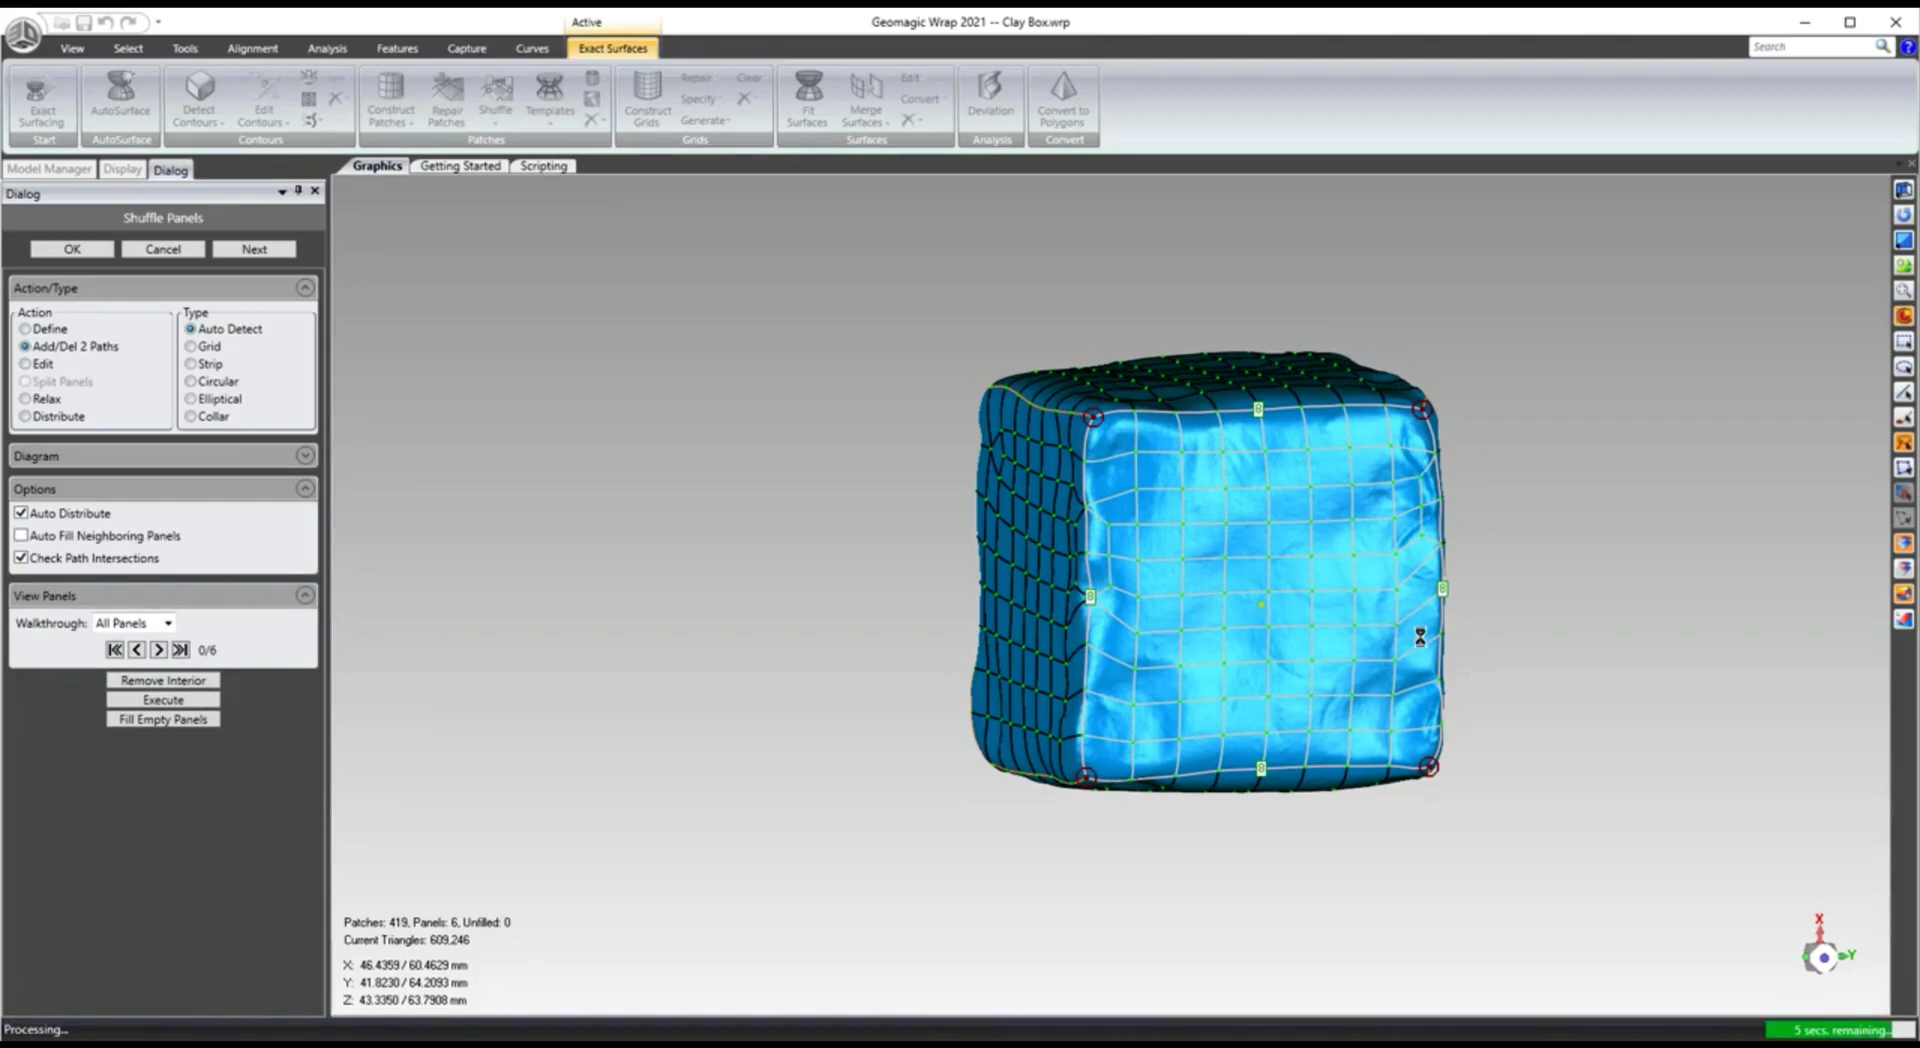 Active
Geomagic Wrap 2021 -- Clay Box.wrp
View Select Tools Alignment Analysis Features Capture Curves Exact Surfaces
Search
Exact Surfacing
Start
AutoSurface
AutoSurface
Detect Contours
Edit Contours
Contours
Construct Patches
Repair Patches
Shuffle
Templates
Patches
Construct Grids
Repair
Specify
Generate
Clear
Grids
Fit Surfaces
Merge Surfaces
Edit
Convert
Surfaces
Deviation
Analysis
Convert to Polygons
Convert
Model Manager Display Dialog
Graphics Getting Started Scripting
Dialog
Shuffle Panels
OK Cancel Next
Action/Type
Action
Define
Add/Del 2 Paths
Edit
Split Panels
Relax
Distribute
Type
Auto Detect
Grid
Strip
Circular
Elliptical
Collar
Diagram
Options
Auto Distribute
Auto Fill Neighboring Panels
Check Path Intersections
View Panels
Walkthrough: All Panels
0/6
Remove Interior
Execute
Fill Empty Panels
8
8
8
8
Patches: 419, Panels: 6, Unfilled: 0
Current Triangles: 609,246
X: 46.4359 / 60.4629 mm
Y: 41.8230 / 64.2093 mm
Z: 43.3350 / 63.7908 mm
X
Y
Processing...
5 secs. remaining...